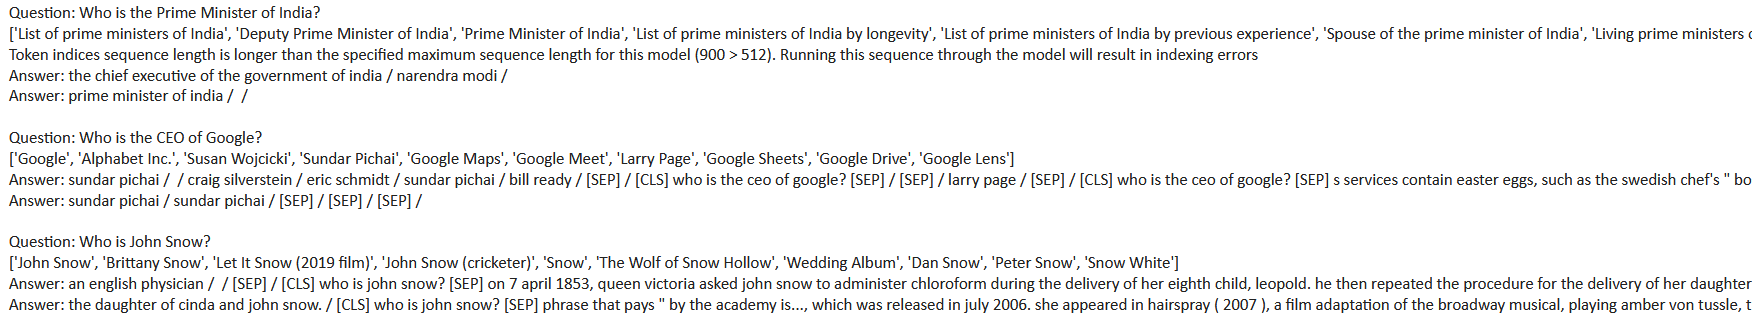 Question: Who is the Prime Minister of India?
['List of prime ministers of India', 'Deputy Prime Minister of India', 'Prime Minister of India', 'List of prime ministers of India by longevity', 'List of prime ministers of India by previous experience', 'Spouse of the prime minister of India', 'Living prime ministers
Token indices sequence length is longer than the specified maximum sequence length for this model (900 > 512). Running this sequence through the model will result in indexing errors
Answer: the chief executive of the government of india / narendra modi /
Answer: prime minister of india /  /
Question: Who is the CEO of Google?
['Google', 'Alphabet Inc.', 'Susan Wojcicki', 'Sundar Pichai', 'Google Maps', 'Google Meet', 'Larry Page', 'Google Sheets', 'Google Drive', 'Google Lens']
Answer: sundar pichai /  / craig silverstein / eric schmidt / sundar pichai / bill ready / [SEP] / [CLS] who is the ceo of google? [SEP] / [SEP] / larry page / [SEP] / [CLS] who is the ceo of google? [SEP] s services contain easter eggs, such as the swedish chef's " bo
Answer: sundar pichai / sundar pichai / [SEP] / [SEP] / [SEP] /
Question: Who is John Snow?
['John Snow', 'Brittany Snow', 'Let It Snow (2019 film)', 'John Snow (cricketer)', 'Snow', 'The Wolf of Snow Hollow', 'Wedding Album', 'Dan Snow', 'Peter Snow', 'Snow White']
Answer: an english physician /  / [SEP] / [CLS] who is john snow? [SEP] on 7 april 1853, queen victoria asked john snow to administer chloroform during the delivery of her eighth child, leopold. he then repeated the procedure for the delivery of her daughter
Answer: the daughter of cinda and john snow. / [CLS] who is john snow? [SEP] phrase that pays " by the academy is..., which was released in july 2006. she appeared in hairspray ( 2007 ), a film adaptation of the broadway musical, playing amber von tussle, t